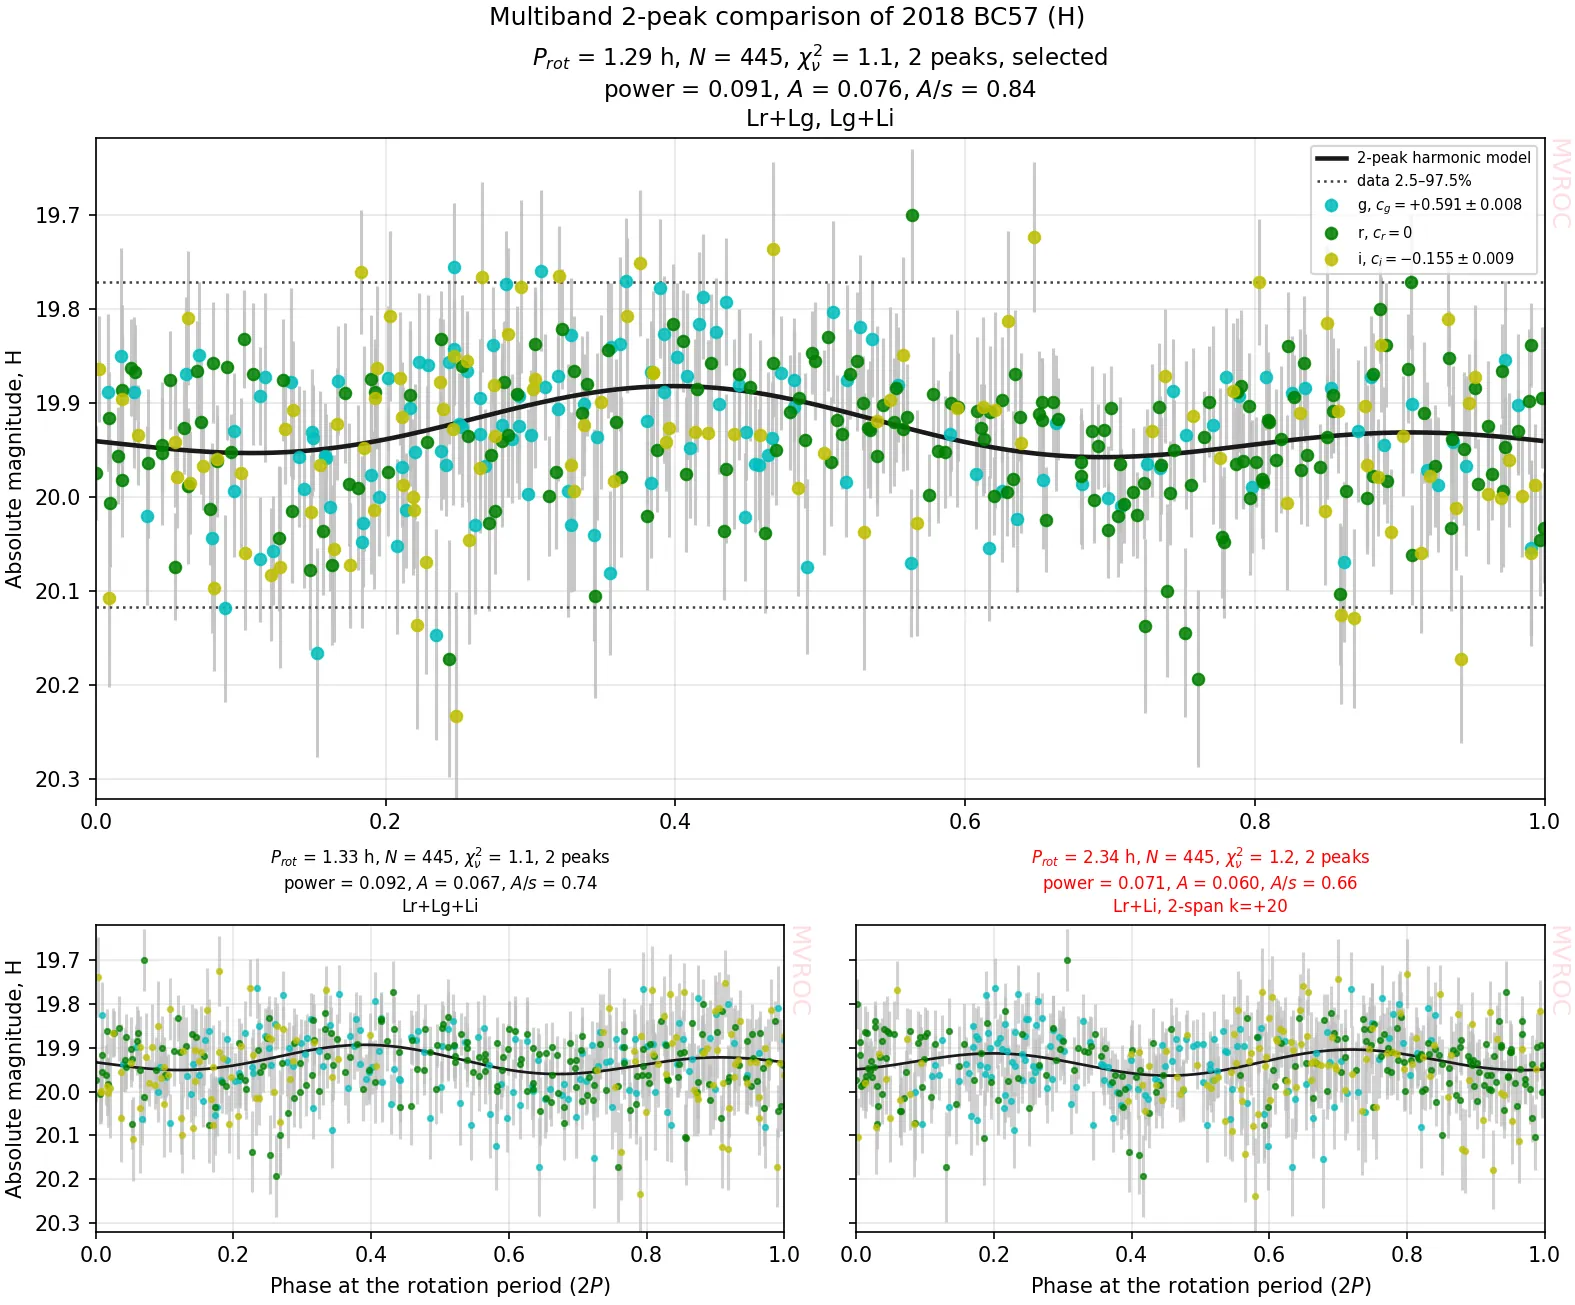 Multiband 2-peak comparison of 2018 BC57 (H)
P_rot = 1.29 h, N = 445, χ²_ν = 1.1, 2 peaks, selected
power = 0.091, A = 0.076, A/s = 0.84
Lr+Lg, Lg+Li
MVROC
2-peak harmonic model
data 2.5–97.5%
g, c_g = +0.591 ± 0.008
r, c_r = 0
i, c_i = −0.155 ± 0.009
Absolute magnitude, H
19.7
19.8
19.9
20.0
20.1
20.2
20.3
0.0 0.2 0.4 0.6 0.8 1.0
P_rot = 1.33 h, N = 445, χ²_ν = 1.1, 2 peaks
power = 0.092, A = 0.067, A/s = 0.74
Lr+Lg+Li
MVROC
Absolute magnitude, H
19.7
19.8
19.9
20.0
20.1
20.2
20.3
0.0 0.2 0.4 0.6 0.8 1.0
Phase at the rotation period (2P)
P_rot = 2.34 h, N = 445, χ²_ν = 1.2, 2 peaks
power = 0.071, A = 0.060, A/s = 0.66
Lr+Li, 2-span k=+20
MVROC
0.0 0.2 0.4 0.6 0.8 1.0
Phase at the rotation period (2P)